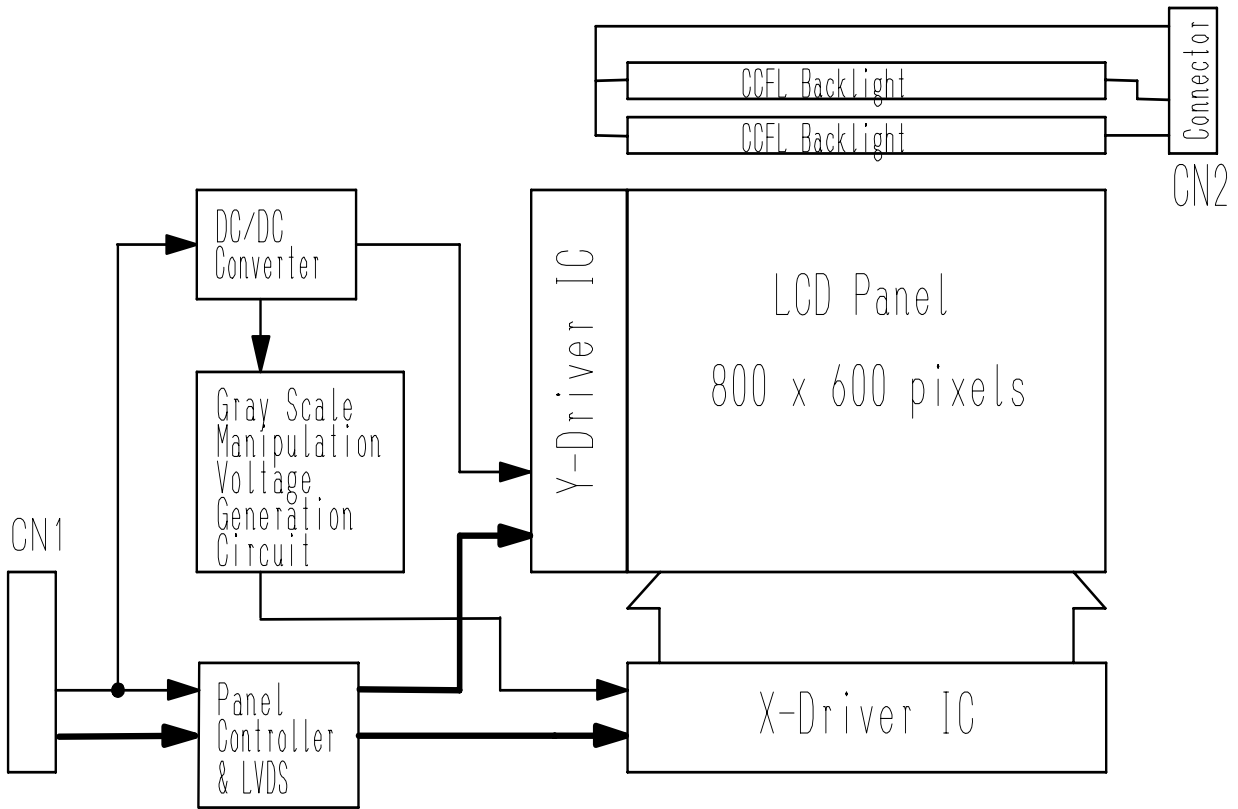 CCFL Backlight
CCFL Backlight
Connector
CN2
DC/DC
Converter
Y-Driver IC
LCD Panel
800 x 600 pixels
Gray Scale
Manipulation
Voltage
Generation
Circuit
CN1
Panel
Controller
& LVDS
X-Driver IC